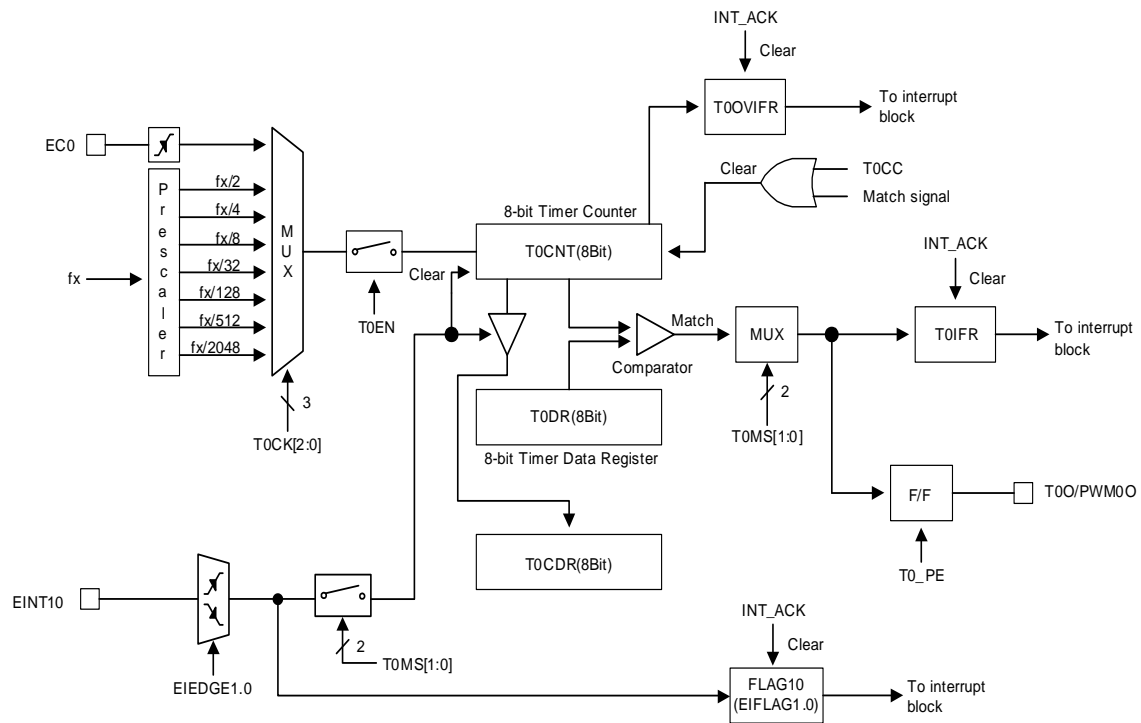 INT_ACK
Clear
T0OVIFR
To interrupt
block
EC0
Prescaler
fx/2
fx/4
fx/8
fx/32
fx/128
fx/512
fx/2048
fx
MUX
3
T0CK[2:0]
T0EN
8-bit Timer Counter
T0CNT(8Bit)
Clear
Clear
T0CC
Match signal
Match
Comparator
T0DR(8Bit)
8-bit Timer Data Register
MUX
2
T0MS[1:0]
INT_ACK
Clear
T0IFR
To interrupt
block
F/F
T0O/PWM0O
T0_PE
T0CDR(8Bit)
EINT10
EIEDGE1.0
2
T0MS[1:0]
INT_ACK
Clear
FLAG10
(EIFLAG1.0)
To interrupt
block